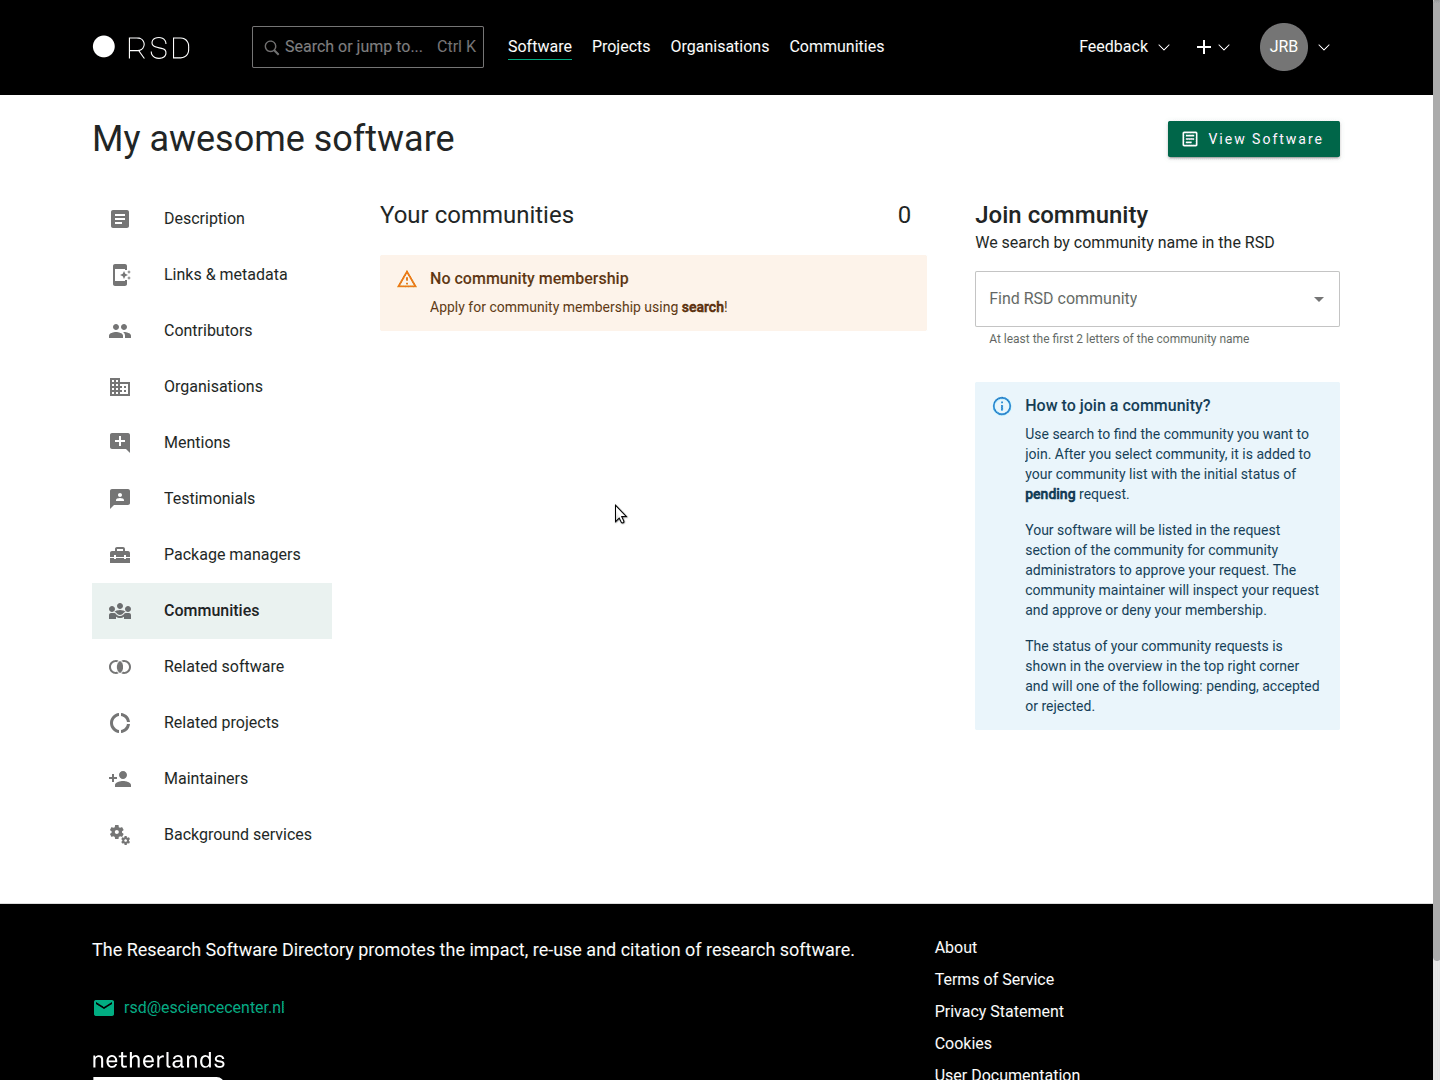 RSD
Search or jump to... Ctrl K
Software
Projects
Organisations
Communities
Feedback
JRB
My awesome software
View Software
Description
Links & metadata
Contributors
Organisations
Mentions
Testimonials
Package managers
Communities
Related software
Related projects
Maintainers
Background services
Your communities 0
No community membership
Apply for community membership using search!
Join community
We search by community name in the RSD
Find RSD community
At least the first 2 letters of the community name
How to join a community?
Use search to find the community you want to
join. After you select community, it is added to
your community list with the initial status of
pending request.
Your software will be listed in the request
section of the community for community
administrators to approve your request. The
community maintainer will inspect your request
and approve or deny your membership.
The status of your community requests is
shown in the overview in the top right corner
and will one of the following: pending, accepted
or rejected.
The Research Software Directory promotes the impact, re-use and citation of research software.
rsd@esciencecenter.nl
netherlands
About
Terms of Service
Privacy Statement
Cookies
User Documentation